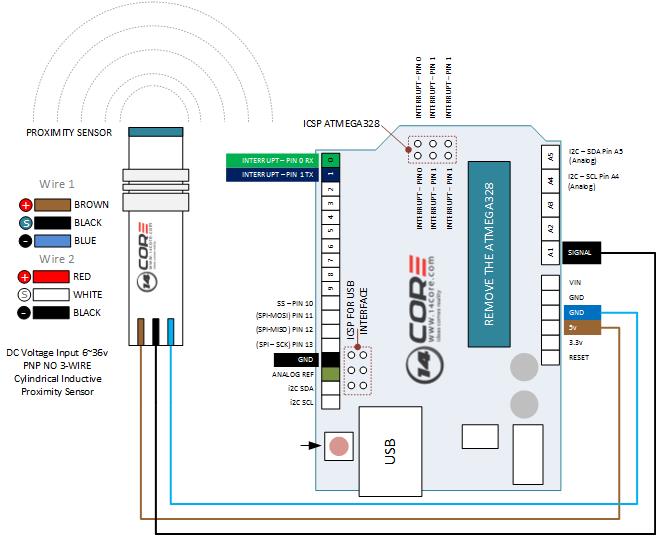 PROXIMITY SENSOR
Wire 1
+ BROWN
S BLACK
- BLUE
Wire 2
+ RED
S WHITE
- BLACK
DC Voltage Input 6~36v
PNP NO 3-WIRE
Cylindrical Inductive
Proximity Sensor
14CORE
www.14core.com
ICSP ATMEGA328
INTERRUPT – PIN 0
INTERRUPT – PIN 1
INTERRUPT – PIN 1
INTERRUPT – PIN 0
INTERRUPT – PIN 1
INTERRUPT – PIN 1
INTERRUPT – PIN 0 RX
INTERRUPT – PIN 1 TX
0
1
2
3
4
5
6
7
8
9
SS – PIN 10
(SPI-MOSI) PIN 11
(SPI-MISO) PIN 12
(SPI – SCK) PIN 13
GND
ANALOG REF
i2C SDA
i2C SCL
ICSP FOR USB
INTERFACE
14CORE
www.14core.com
ideas comes reality
REMOVE THE ATMEGA328
USB
A5
A4
A3
A2
A1
I2C – SDA Pin A5
(Analog)
I2C – SCL Pin A4
(Analog)
SIGNAL
VIN
GND
GND
5v
3.3v
RESET